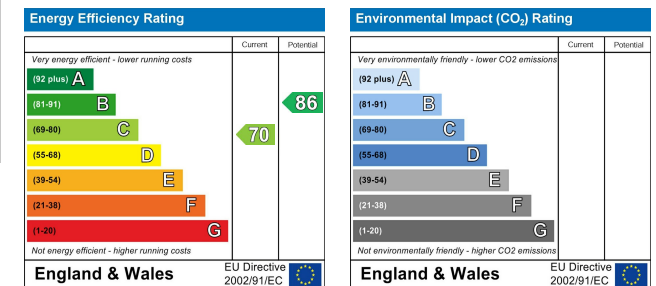 Energy Efficiency Rating
Current Potential
Very energy efficient - lower running costs
(92 plus) A
(81-91) B
(69-80) C
(55-68) D
(39-54) E
(21-38) F
(1-20) G
70
86
Not energy efficient - higher running costs
England & Wales
EU Directive
2002/91/EC
Environmental Impact (CO₂) Rating
Current Potential
Very environmentally friendly - lower CO2 emissions
(92 plus) A
(81-91) B
(69-80) C
(55-68) D
(39-54) E
(21-38) F
(1-20) G
Not environmentally friendly - higher CO2 emissions
England & Wales
EU Directive
2002/91/EC